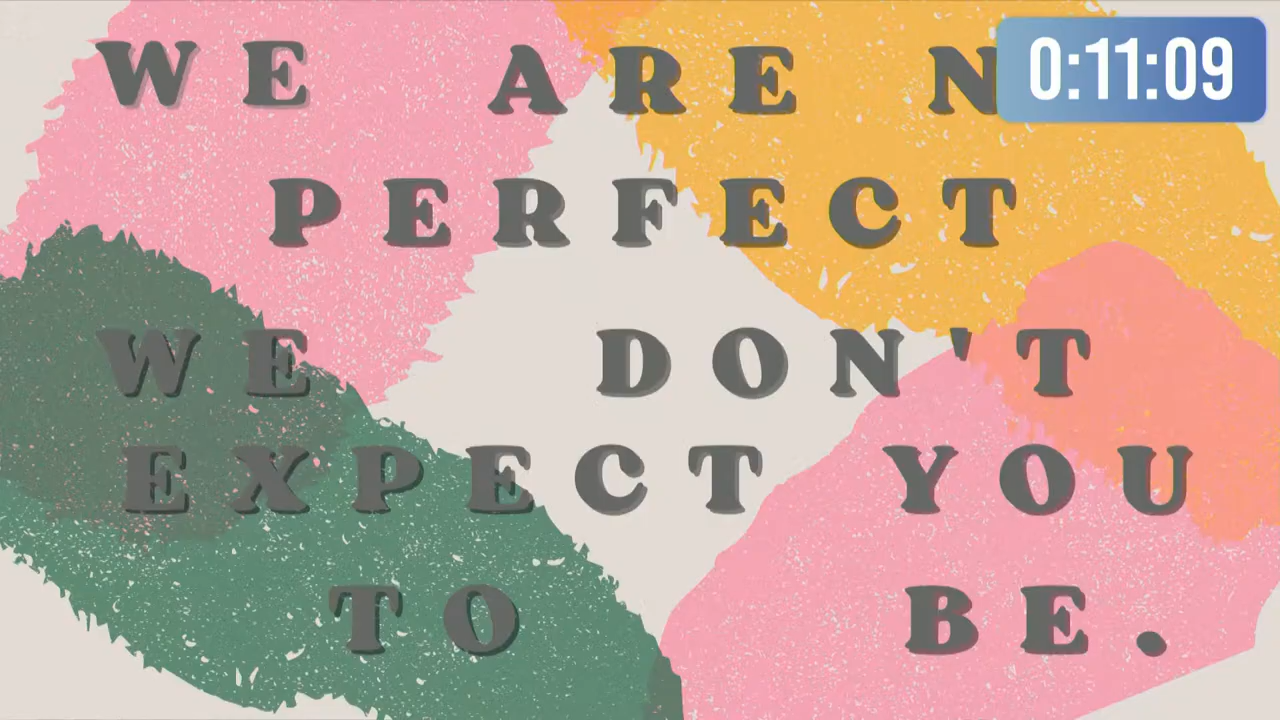 WE ARE N
0:11:09
PERFECT
WE DON'T
EXPECT YOU
TO BE.